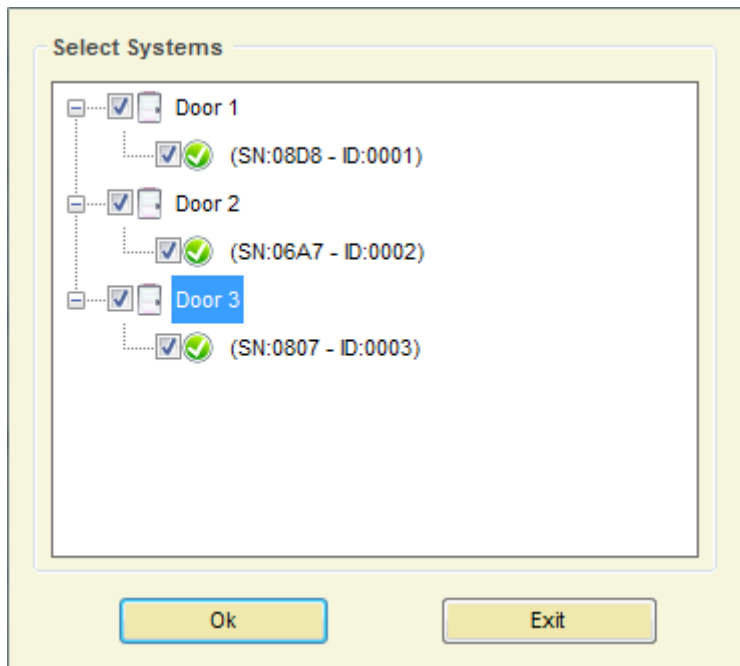 Select Systems
Door 1
(SN:08D8 - ID:0001)
Door 2
(SN:06A7 - ID:0002)
Door 3
(SN:0807 - ID:0003)
Ok Exit